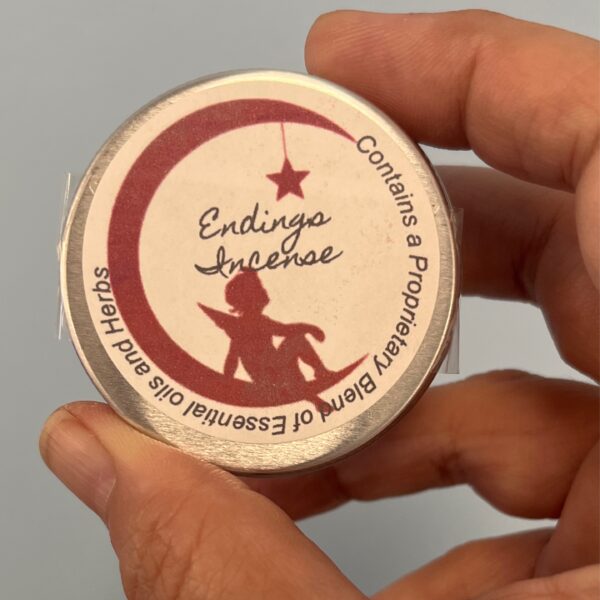 Endings
Incense
Contains a Proprietary Blend of Essential oils and Herbs